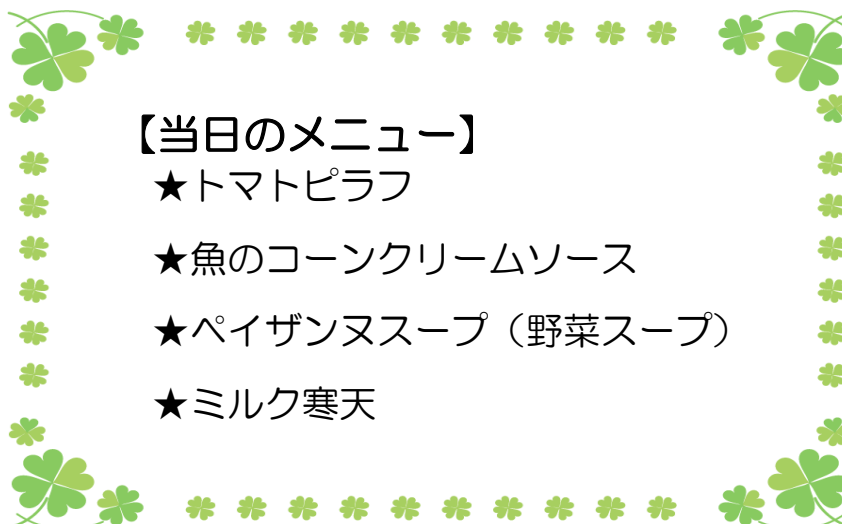 【当日のメニュー】
★トマトピラフ
★魚のコーンクリームソース
★ペイザンヌスープ（野菜スープ）
★ミルク寒天